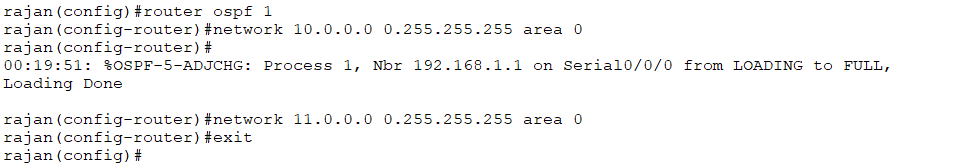 rajan(config)#router ospf 1
rajan(config-router)#network 10.0.0.0 0.255.255.255 area 0
rajan(config-router)#
00:19:51: %OSPF-5-ADJCHG: Process 1, Nbr 192.168.1.1 on Serial0/0/0 from LOADING to FULL,
Loading Done
rajan(config-router)#network 11.0.0.0 0.255.255.255 area 0
rajan(config-router)#exit
rajan(config)#